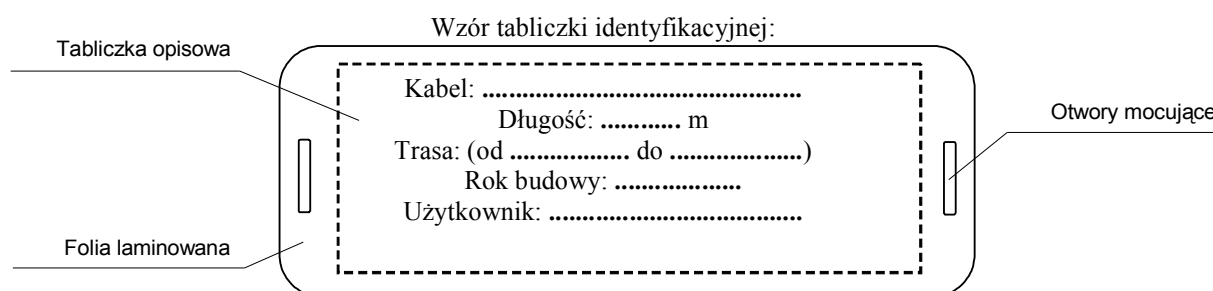 Wzór tabliczki identyfikacyjnej:
Tabliczka opisowa
Kabel: ................................................
Długość: ............ m
Otwory mocujące
Trasa: (od .................. do ....................)
Rok budowy: ...................
Użytkownik: ......................................
Folia laminowana